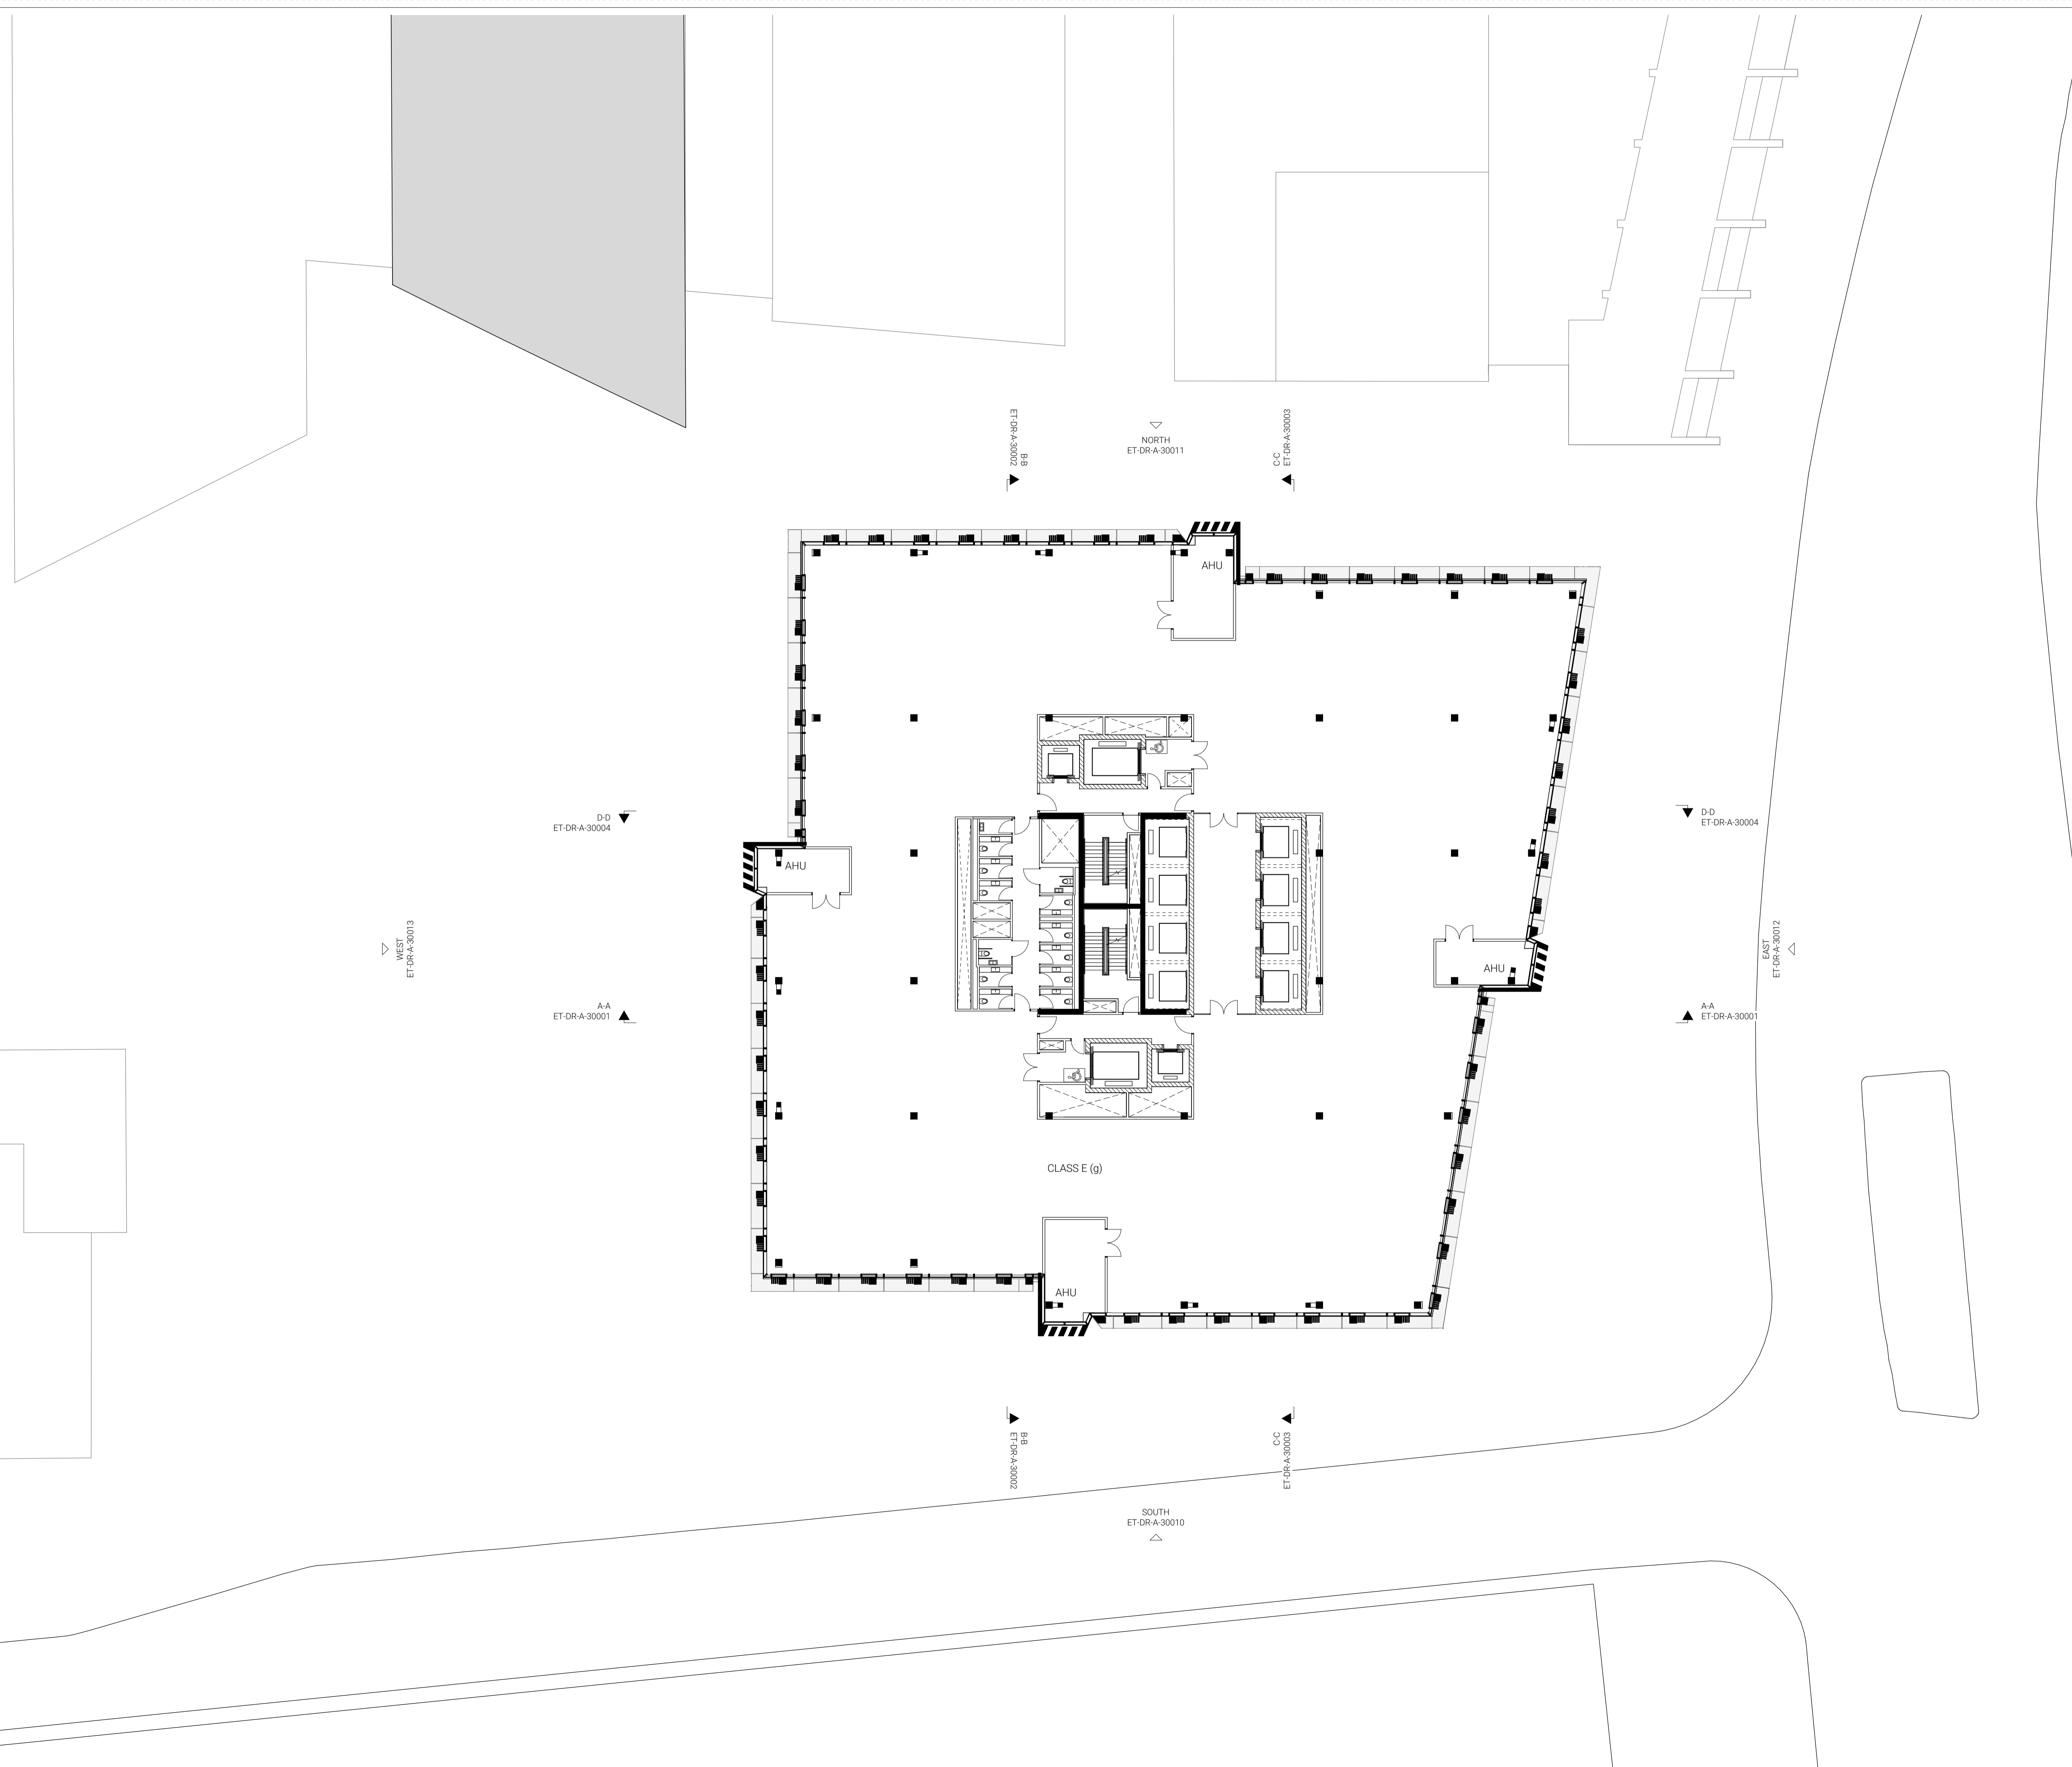 B-B
ET-DR-A-30002
NORTH
ET-DR-A-30011
C-C
ET-DR-A-30003
AHU
D-D
ET-DR-A-30004
D-D
ET-DR-A-30004
AHU
WEST
ET-DR-A-30013
EAST
ET-DR-A-30012
AHU
A-A
ET-DR-A-30001
A-A
ET-DR-A-30001
CLASS E (g)
AHU
B-B
ET-DR-A-30002
C-C
ET-DR-A-30003
SOUTH
ET-DR-A-30010